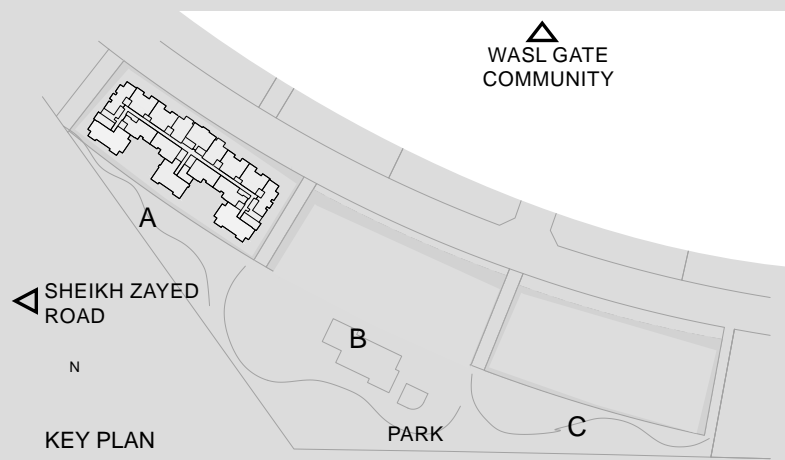 WASL GATE
COMMUNITY
A
SHEIKH ZAYED
ROAD
B
N
C
PARK
KEY PLAN